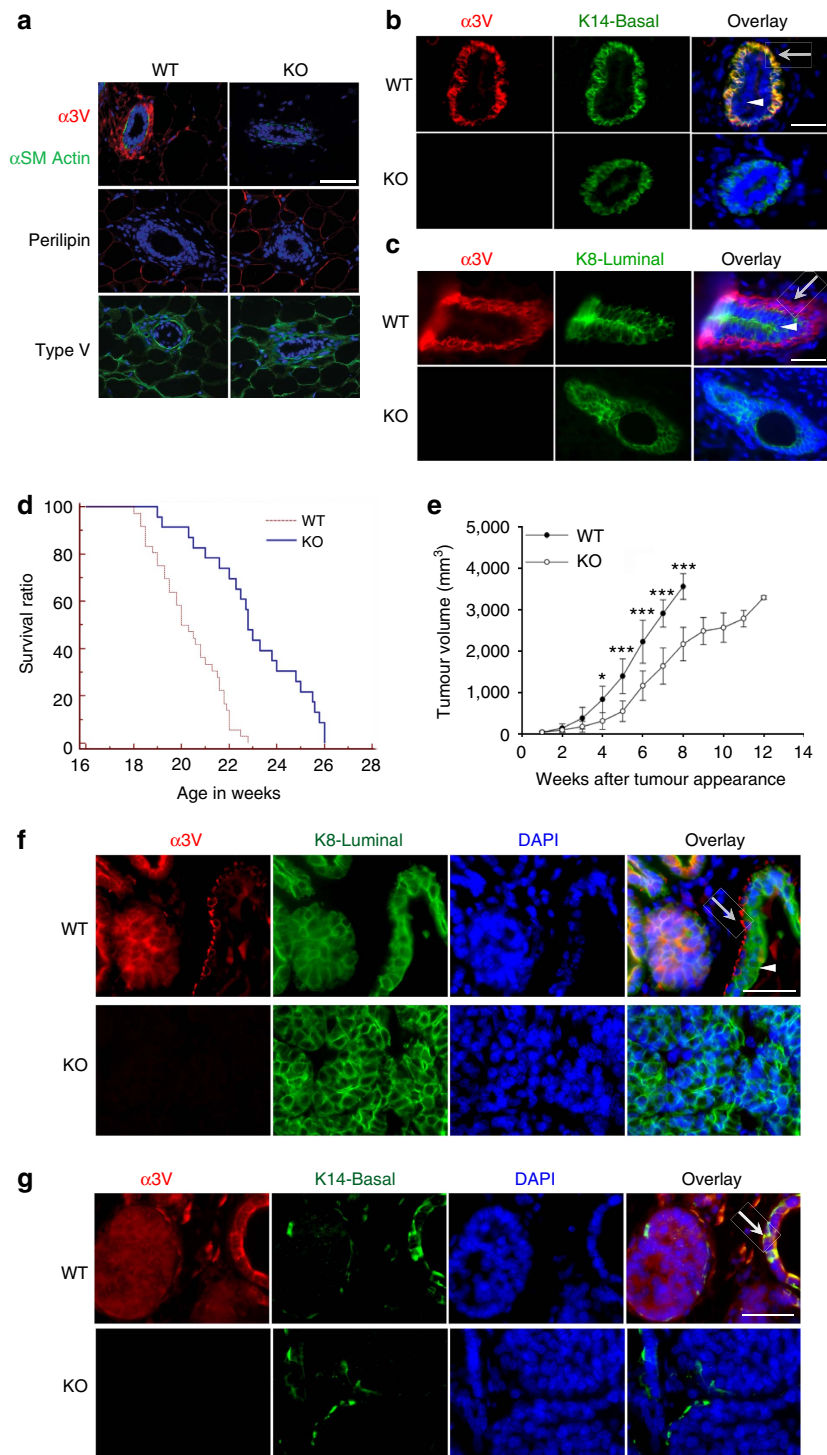 a
WT KO
α3V
αSM Actin
Perilipin
Type V
b
α3V K14-Basal Overlay
WT
KO
c
α3V K8-Luminal Overlay
WT
KO
d
100
80
60
40
20
0
Survival ratio
WT
KO
16 18 20 22 24 26 28
Age in weeks
e
5,000
4,000
3,000
2,000
1,000
0
Tumour volume (mm³)
WT
KO
* *** *** *** ***
0 2 4 6 8 10 12 14
Weeks after tumour appearance
f
α3V K8-Luminal DAPI Overlay
WT
KO
g
α3V K14-Basal DAPI Overlay
WT
KO